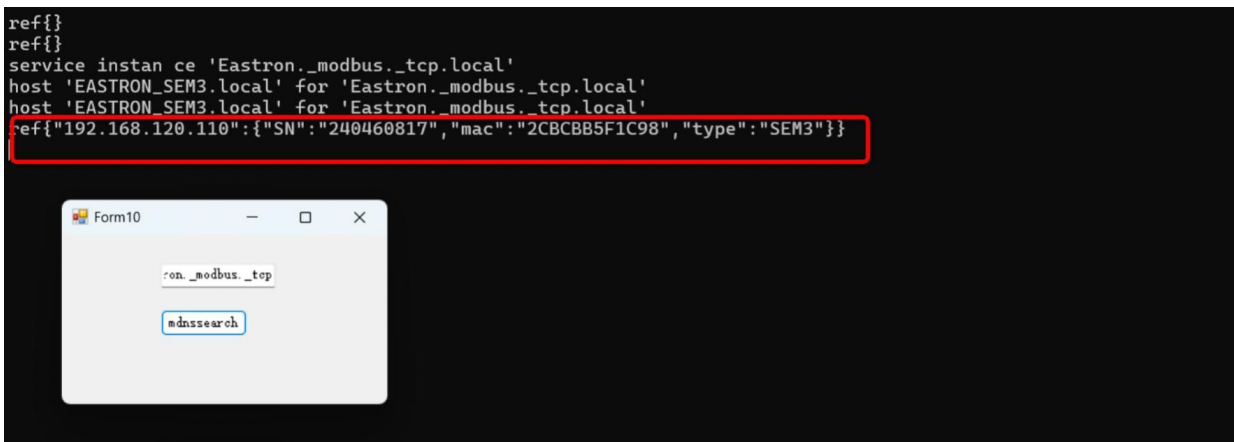 ref{}
ref{}
service instan ce 'Eastron._modbus._tcp.local'
host 'EASTRON_SEM3.local' for 'Eastron._modbus._tcp.local'
host 'EASTRON_SEM3.local' for 'Eastron._modbus._tcp.local'
ref{"192.168.120.110":{"SN":"240460817","mac":"2CBCBB5F1C98","type":"SEM3"}}
Form10
ron._modbus._tcp
mdnssearch